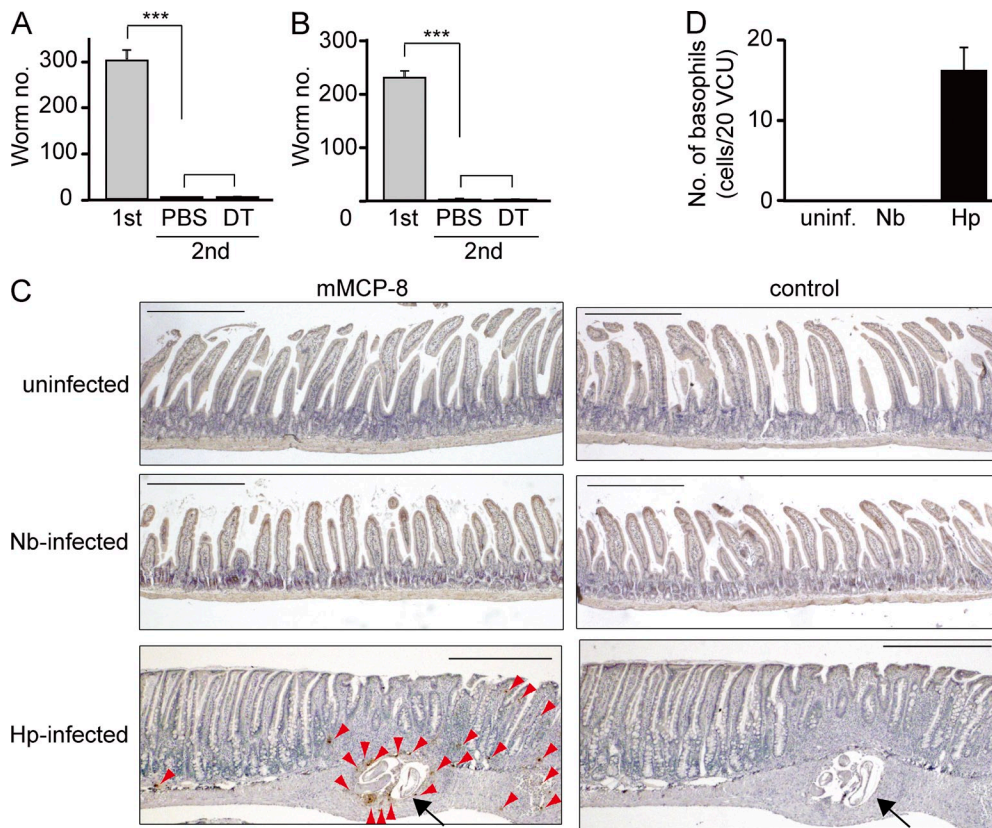 A
Worm no.
300
200
100
0
***
1st
PBS
DT
2nd
B
Worm no.
300
200
100
0
***
1st
PBS
DT
2nd
D
No. of basophils
(cells/20 VCU)
20
10
0
uninf.
Nb
Hp
C
mMCP-8
control
uninfected
Nb-infected
Hp-infected